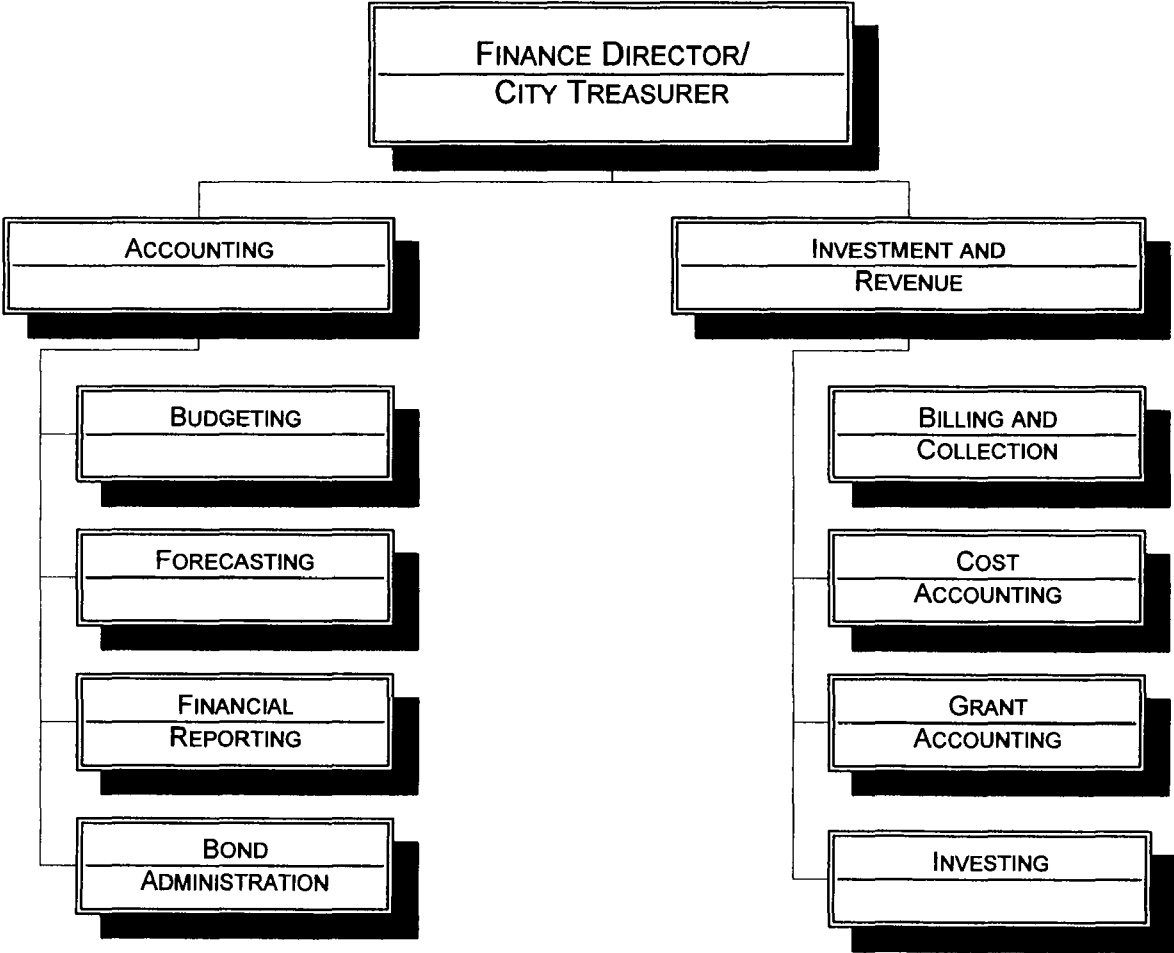 FINANCE DIRECTOR/
CITY TREASURER
ACCOUNTING
INVESTMENT AND
REVENUE
BUDGETING
FORECASTING
FINANCIAL
REPORTING
BOND
ADMINISTRATION
BILLING AND
COLLECTION
COST
ACCOUNTING
GRANT
ACCOUNTING
INVESTING